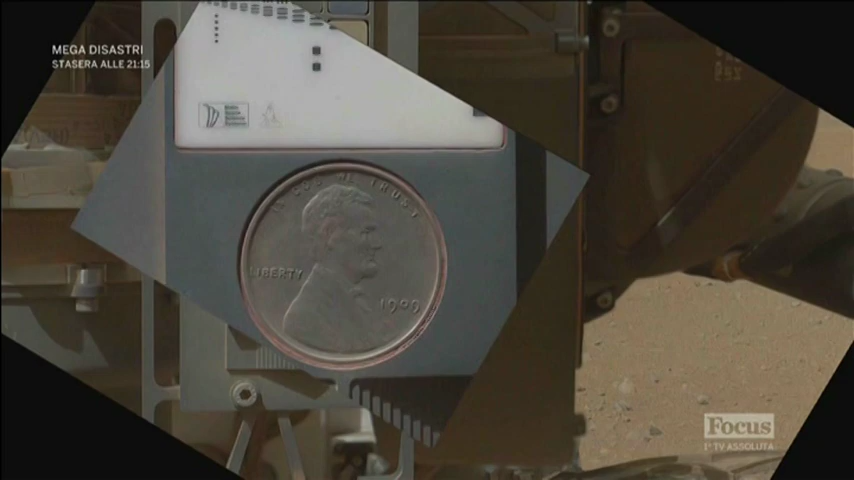 MEGA DISASTRI
STASERA ALLE 21:15
IN GOD WE TRUST
LIBERTY
1909
Focus
1ª TV ASSOLUTA